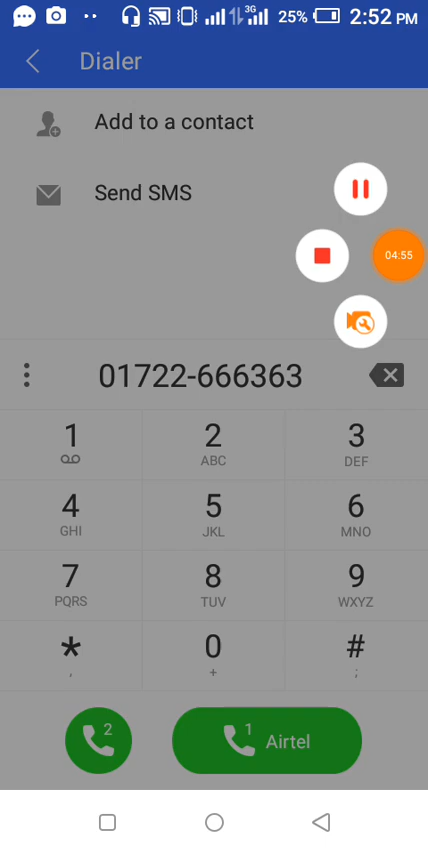 3G 25% 2:52 PM
Dialer
Add to a contact
Send SMS
04:55
01722-666363
1 2 3
ABC DEF
4 5 6
GHI JKL MNO
7 8 9
PQRS TUV WXYZ
* 0 #
, + ;
2 1 Airtel